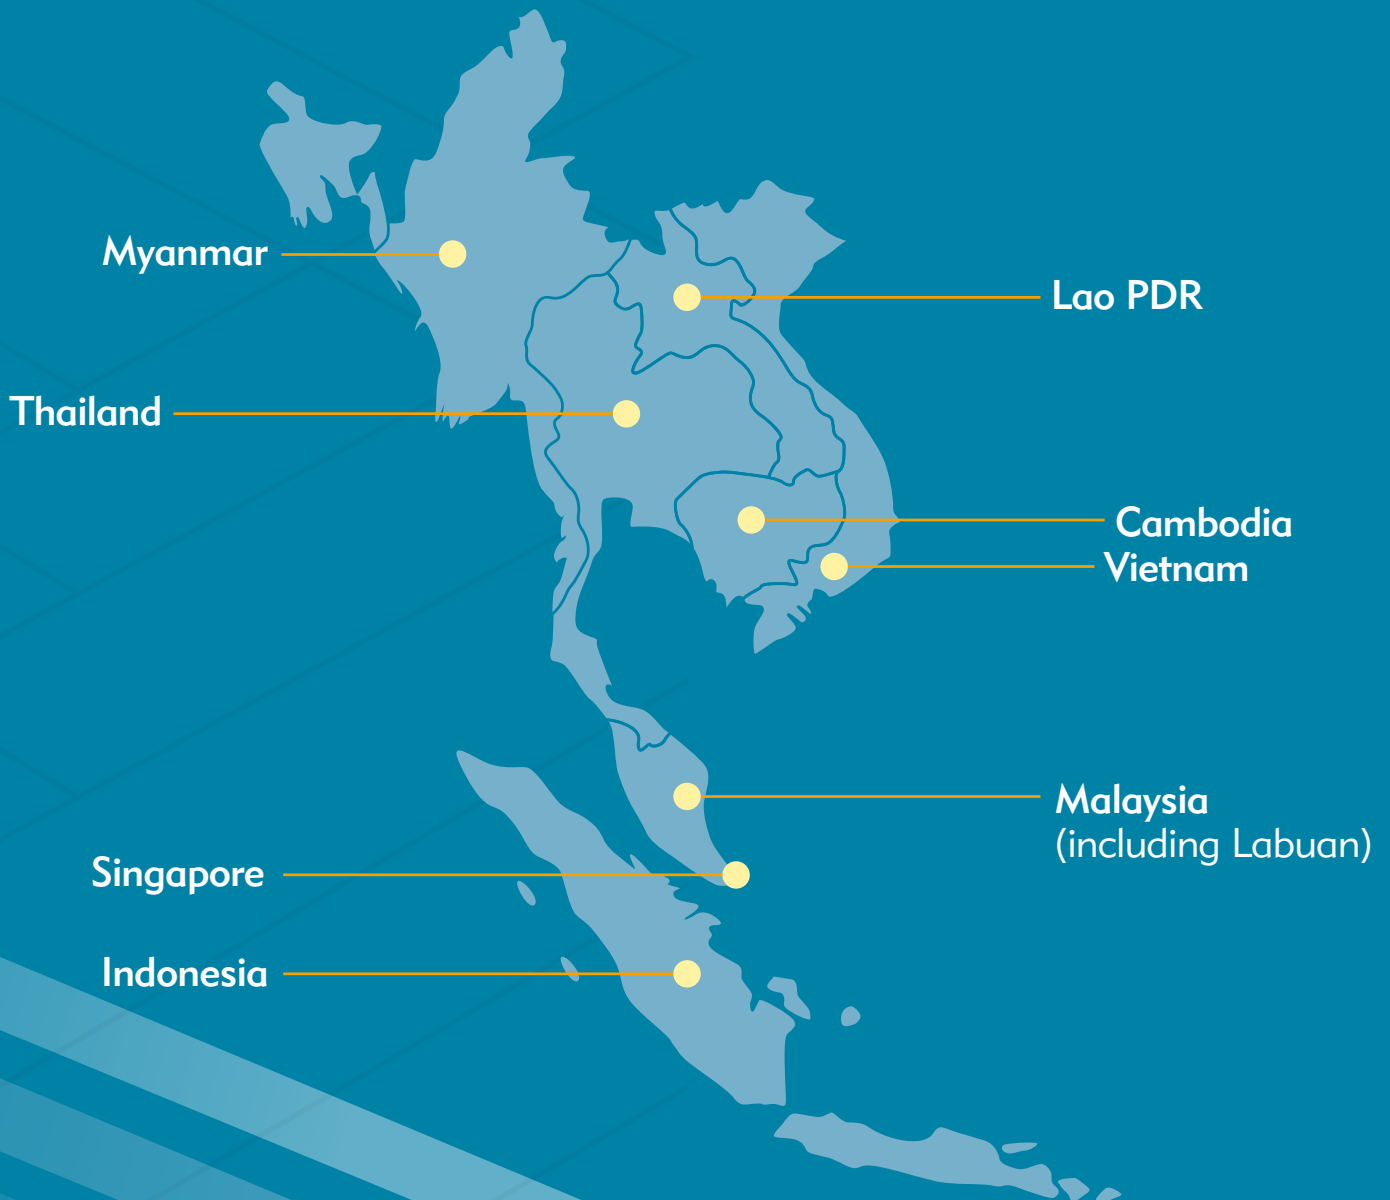 Myanmar
Lao PDR
Thailand
Cambodia
Vietnam
Malaysia
(including Labuan)
Singapore
Indonesia